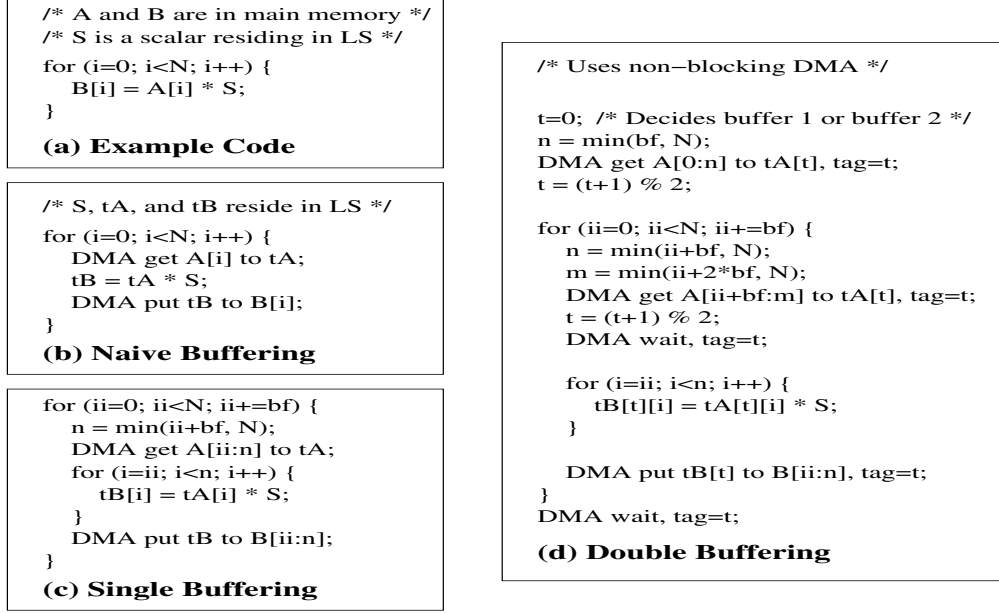 /* A and B are in main memory */
/* S is a scalar residing in LS */
for (i=0; i<N; i++) {
B[i] = A[i] * S;
}
(a) Example Code
/* S, tA, and tB reside in LS */
for (i=0; i<N; i++) {
DMA get A[i] to tA;
tB = tA * S;
DMA put tB to B[i];
}
(b) Naive Buffering
for (ii=0; ii<N; ii+=bf) {
n = min(ii+bf, N);
DMA get A[ii:n] to tA;
for (i=ii; i<n; i++) {
tB[i] = tA[i] * S;
}
DMA put tB to B[ii:n];
}
(c) Single Buffering
/* Uses non−blocking DMA */
t=0; /* Decides buffer 1 or buffer 2 */
n = min(bf, N);
DMA get A[0:n] to tA[t], tag=t;
t = (t+1) % 2;
for (ii=0; ii<N; ii+=bf) {
n = min(ii+bf, N);
m = min(ii+2*bf, N);
DMA get A[ii+bf:m] to tA[t], tag=t;
t = (t+1) % 2;
DMA wait, tag=t;
for (i=ii; i<n; i++) {
tB[t][i] = tA[t][i] * S;
}
DMA put tB[t] to B[ii:n], tag=t;
}
DMA wait, tag=t;
(d) Double Buffering